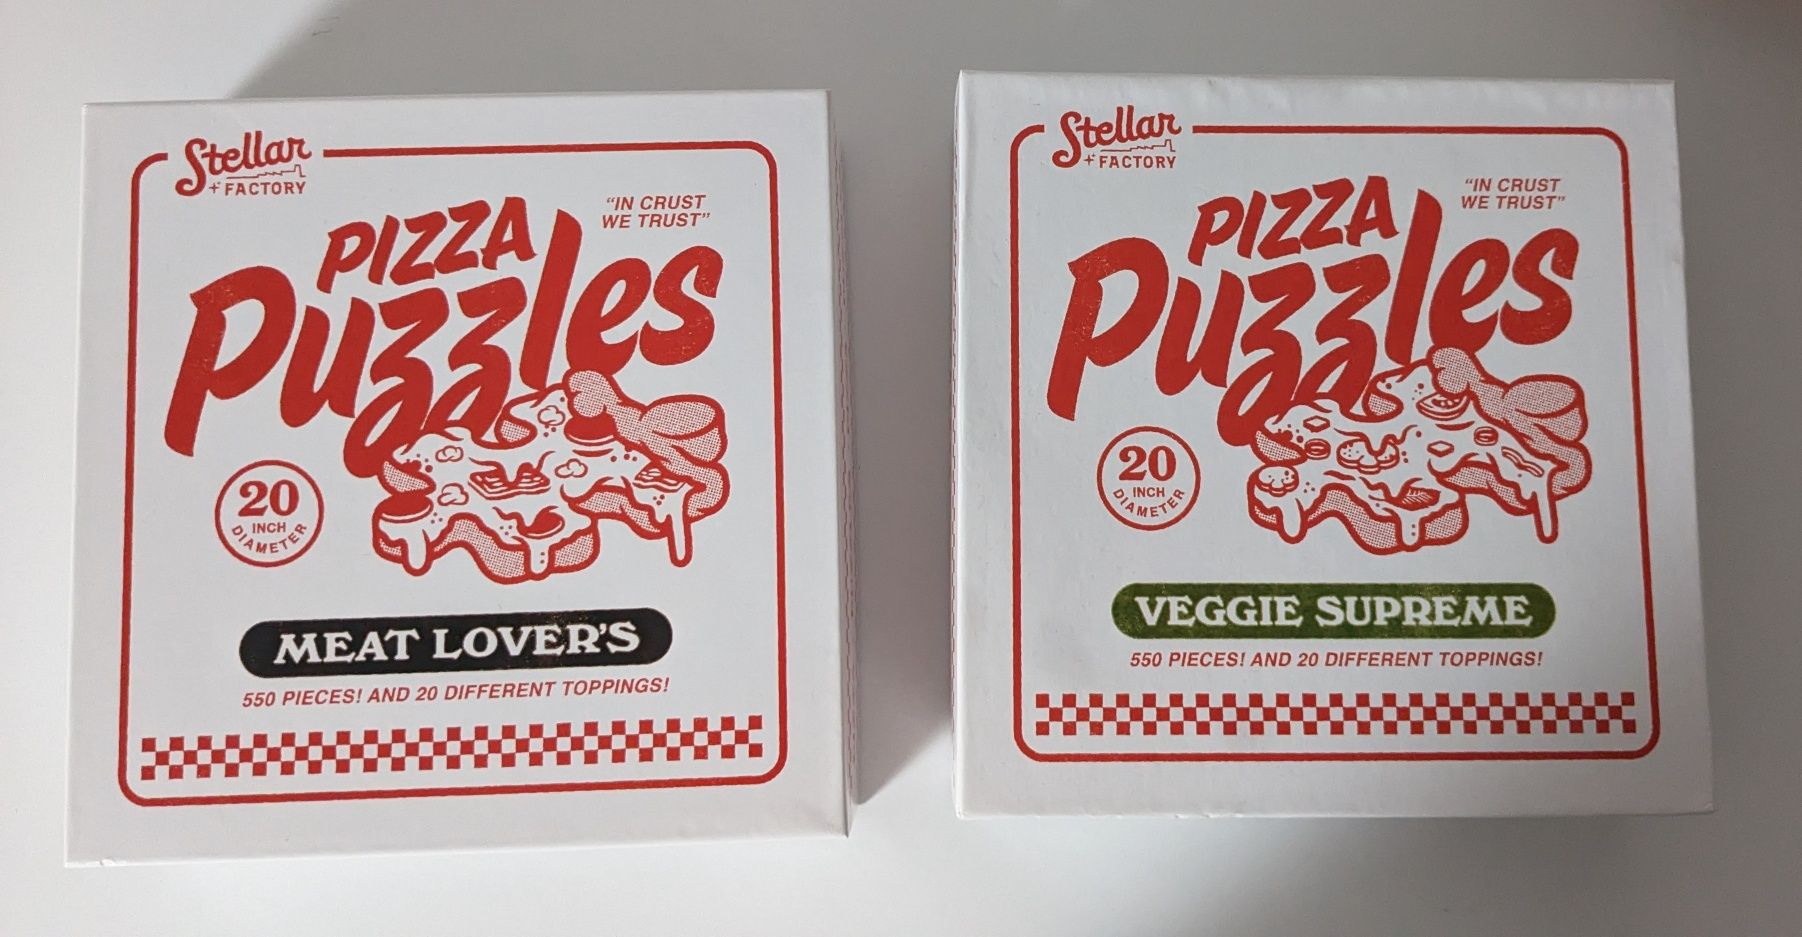 Stellar
FACTORY
"IN CRUST
WE TRUST"
PIZZA
Puzzles
20
INCH
DIAMETER
MEAT LOVER'S
550 PIECES! AND 20 DIFFERENT TOPPINGS!
Stellar
FACTORY
"IN CRUST
WE TRUST"
PIZZA
Puzzles
20
INCH
DIAMETER
VEGGIE SUPREME
550 PIECES! AND 20 DIFFERENT TOPPINGS!